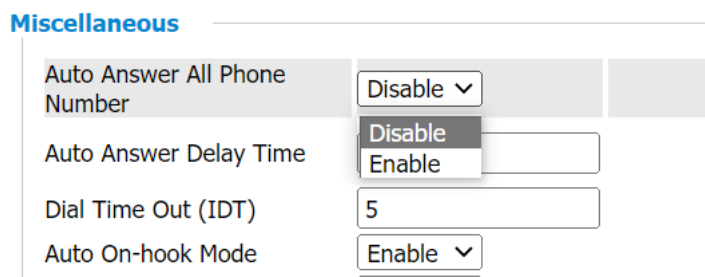 Miscellaneous
Auto Answer All Phone
Number
Disable
Disable
Enable
Auto Answer Delay Time
Dial Time Out (IDT)
5
Auto On-hook Mode
Enable